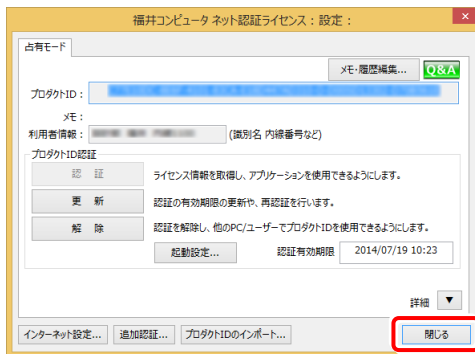 福井コンピュータ ネット認証ライセンス：設定：
占有モード
メモ・履歴編集...
Q&A
プロダクトID：
メモ：
利用者情報：
(識別名 内線番号など)
プロダクトID認証
認 証
ライセンス情報を取得し、アプリケーションを使用できるようにします。
更 新
認証の有効期限の更新や、再認証を行います。
解 除
認証を解除し、他のPC/ユーザーでプロダクトIDを使用できるようにします。
起動設定...
認証有効期限
2014/07/19 10:23
詳細 ▼
インターネット設定...
追加認証...
プロダクトIDのインポート...
閉じる